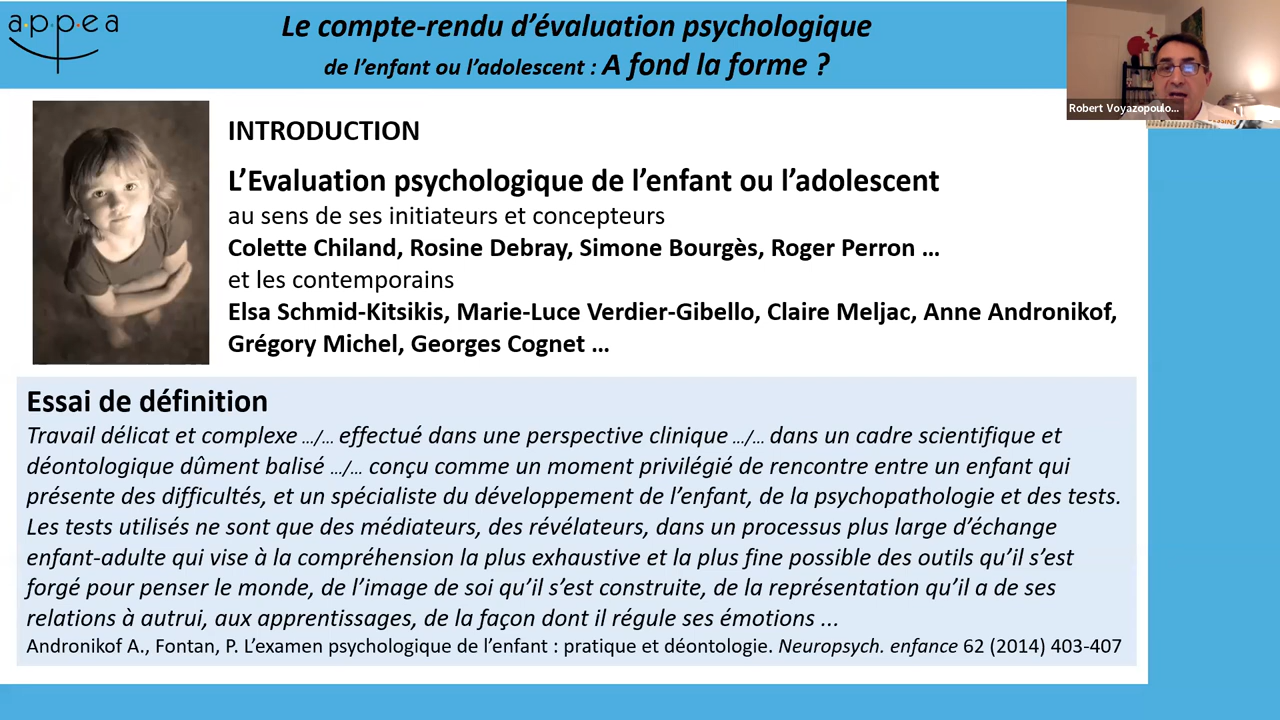 appea
Le compte-rendu d’évaluation psychologique
de l’enfant ou l’adolescent : A fond la forme ?
Robert Voyazopoulo...
INTRODUCTION
L’Evaluation psychologique de l’enfant ou l’adolescent
au sens de ses initiateurs et concepteurs
Colette Chiland, Rosine Debray, Simone Bourgès, Roger Perron …
et les contemporains
Elsa Schmid-Kitsikis, Marie-Luce Verdier-Gibello, Claire Meljac, Anne Andronikof,
Grégory Michel, Georges Cognet …
Essai de définition
Travail délicat et complexe …/… effectué dans une perspective clinique …/… dans un cadre scientifique et
déontologique dûment balisé …/… conçu comme un moment privilégié de rencontre entre un enfant qui
présente des difficultés, et un spécialiste du développement de l’enfant, de la psychopathologie et des tests.
Les tests utilisés ne sont que des médiateurs, des révélateurs, dans un processus plus large d’échange
enfant-adulte qui vise à la compréhension la plus exhaustive et la plus fine possible des outils qu’il s’est
forgé pour penser le monde, de l’image de soi qu’il s’est construite, de la représentation qu’il a de ses
relations à autrui, aux apprentissages, de la façon dont il régule ses émotions ...
Andronikof A., Fontan, P. L’examen psychologique de l’enfant : pratique et déontologie. Neuropsych. enfance 62 (2014) 403-407